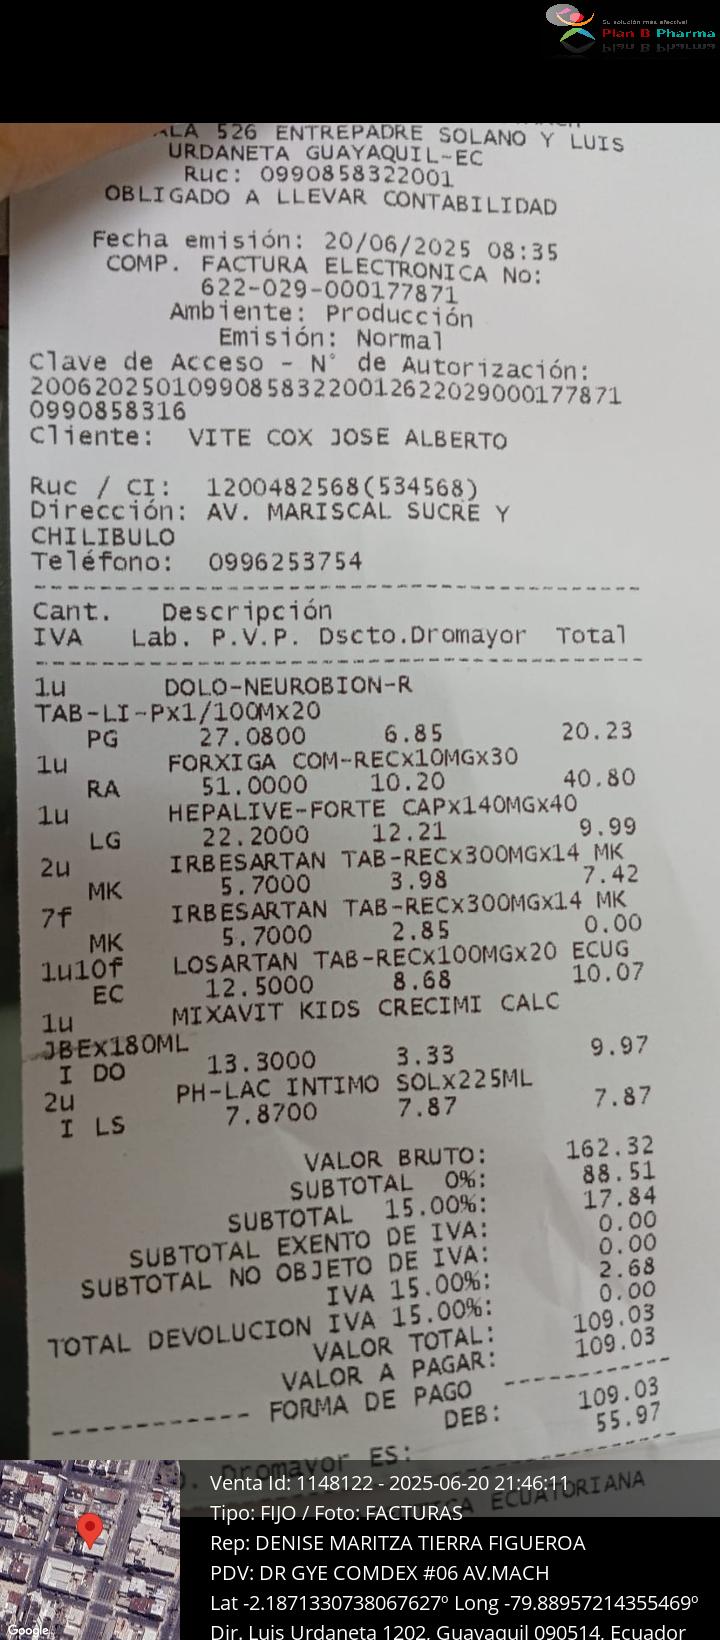 Su solución más efectiva!
Plan B Pharma
ALA 526 ENTREPADRE SOLANO Y LUIS
URDANETA GUAYAQUIL-EC
Ruc: 0990858322001
OBLIGADO A LLEVAR CONTABILIDAD
Fecha emisión: 20/06/2025 08:35
COMP. FACTURA ELECTRONICA No:
622-029-000177871
Ambiente: Producción
Emisión: Normal
Clave de Acceso - N° de Autorización:
200620250109908583220012622029000177871
0990858316
Cliente: VITE COX JOSE ALBERTO
Ruc / CI: 1200482568(534568)
Dirección: AV. MARISCAL SUCRE Y
CHILIBULO
Teléfono: 0996253754
Cant. Descripción
IVA Lab. P.V.P. Dscto.Dromayor Total
1u DOLO-NEUROBION-R
TAB-LI-Px1/100Mx20
PG 27.0800 6.85 20.23
1u FORXIGA COM-RECx10MGx30
RA 51.0000 10.20 40.80
1u HEPALIVE-FORTE CAPx140MGx40
LG 22.2000 12.21 9.99
2u IRBESARTAN TAB-RECx300MGx14 MK
MK 5.7000 3.98 7.42
7f IRBESARTAN TAB-RECx300MGx14 MK
MK 5.7000 2.85 0.00
1u10f LOSARTAN TAB-RECx100MGx20 ECUG
EC 12.5000 8.68 10.07
1u MIXAVIT KIDS CRECIMI CALC
JBEx180ML
I DO 13.3000 3.33 9.97
2u PH-LAC INTIMO SOLx225ML
I LS 7.8700 7.87 7.87
VALOR BRUTO: 162.32
SUBTOTAL 0%: 88.51
SUBTOTAL 15.00%: 17.84
SUBTOTAL EXENTO DE IVA: 0.00
SUBTOTAL NO OBJETO DE IVA: 0.00
IVA 15.00%: 2.68
TOTAL DEVOLUCION IVA 15.00%: 0.00
VALOR TOTAL: 109.03
VALOR A PAGAR: 109.03
FORMA DE PAGO
DEB: 109.03
Dromayor ES: 55.97
ECUATORIANA
Venta Id: 1148122 - 2025-06-20 21:46:11
Tipo: FIJO / Foto: FACTURAS
Rep: DENISE MARITZA TIERRA FIGUEROA
PDV: DR GYE COMDEX #06 AV.MACH
Lat -2.1871330738067627º Long -79.88957214355469º
Dir. Luis Urdaneta 1202, Guayaquil 090514, Ecuador
Google